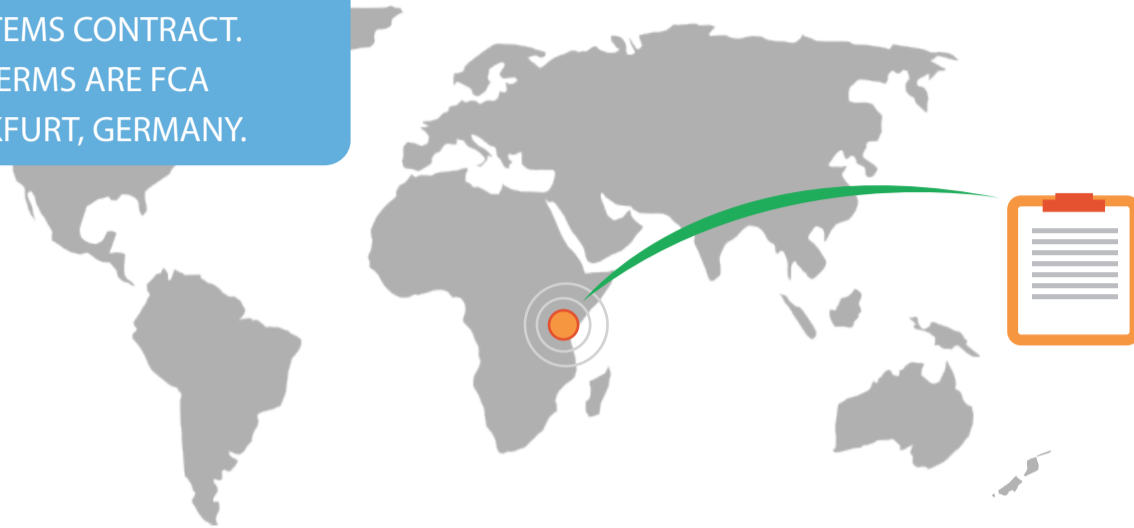 TEMS CONTRACT.
ERMS ARE FCA
KFURT, GERMANY.